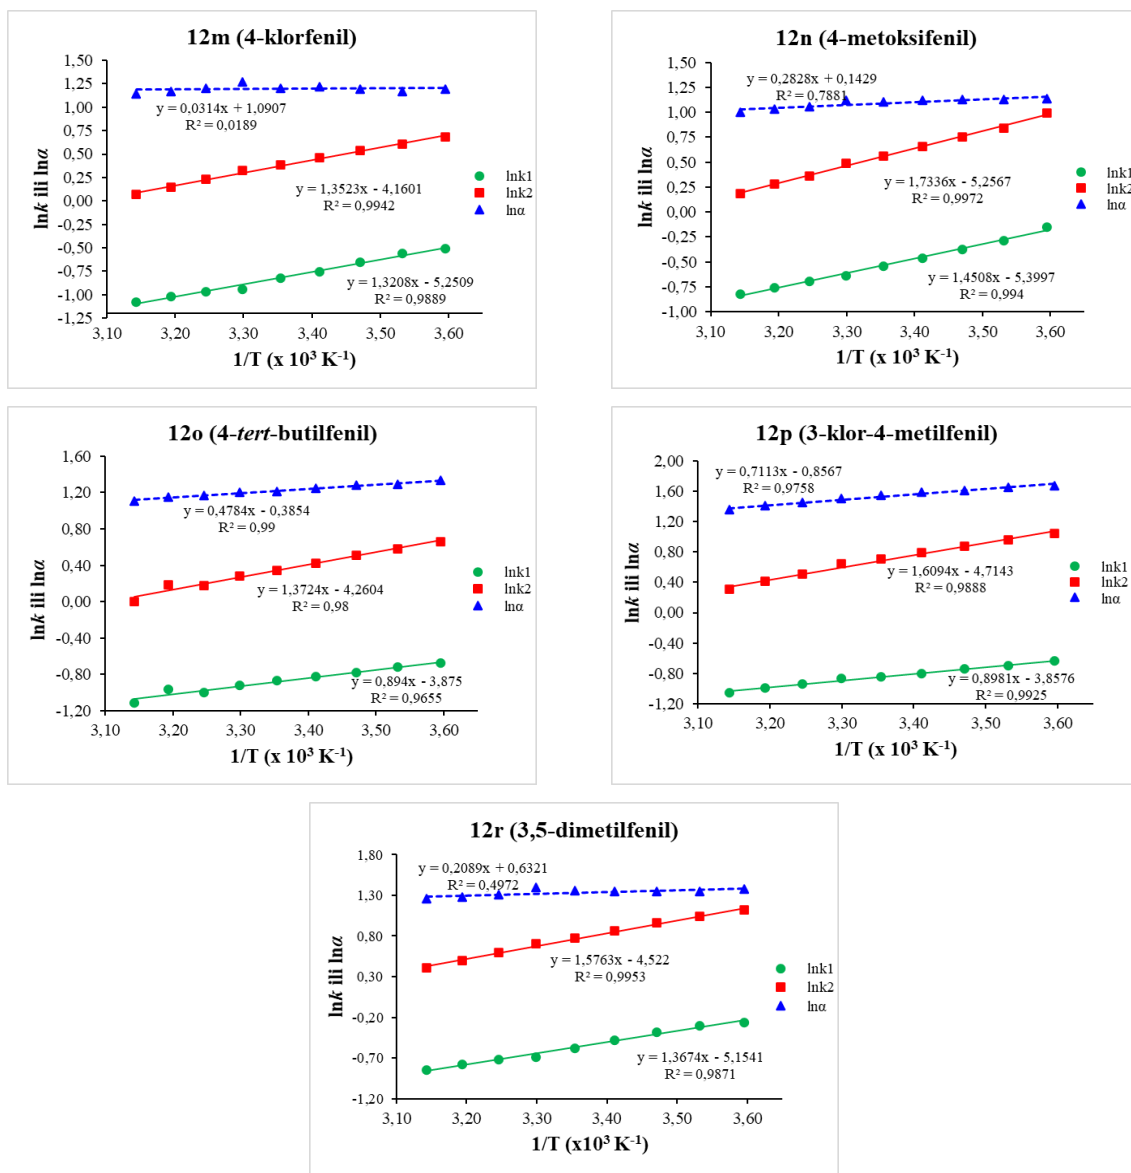 12m (4-klorfenil)
1,50
1,25
1,00
0,75
0,50
0,25
0,00
-0,25
-0,50
-0,75
-1,00
-1,25
lnk ili lnα
y = 0,0314x + 1,0907
R² = 0,0189
y = 1,3523x - 4,1601
R² = 0,9942
y = 1,3208x - 5,2509
R² = 0,9889
lnk1
lnk2
lnα
3,10 3,20 3,30 3,40 3,50 3,60
1/T (x 10³ K⁻¹)
12n (4-metoksifenil)
1,50
1,25
1,00
0,75
0,50
0,25
0,00
-0,25
-0,50
-0,75
-1,00
lnk ili lnα
y = 0,2828x + 0,1429
R² = 0,7881
y = 1,7336x - 5,2567
R² = 0,9972
y = 1,4508x - 5,3997
R² = 0,994
lnk1
lnk2
lnα
3,10 3,20 3,30 3,40 3,50 3,60
1/T (x 10³ K⁻¹)
12o (4-tert-butilfenil)
1,60
1,20
0,80
0,40
0,00
-0,40
-0,80
-1,20
lnk ili lnα
y = 0,4784x - 0,3854
R² = 0,99
y = 1,3724x - 4,2604
R² = 0,98
y = 0,894x - 3,875
R² = 0,9655
lnk1
lnk2
lnα
3,10 3,20 3,30 3,40 3,50 3,60
1/T (x 10³ K⁻¹)
12p (3-klor-4-metilfenil)
2,00
1,60
1,20
0,80
0,40
0,00
-0,40
-0,80
-1,20
lnk ili lnα
y = 0,7113x - 0,8567
R² = 0,9758
y = 1,6094x - 4,7143
R² = 0,9888
y = 0,8981x - 3,8576
R² = 0,9925
lnk1
lnk2
lnα
3,10 3,20 3,30 3,40 3,50 3,60
1/T (x 10³ K⁻¹)
12r (3,5-dimetilfenil)
1,80
1,30
0,80
0,30
-0,20
-0,70
-1,20
lnk ili lnα
y = 0,2089x + 0,6321
R² = 0,4972
y = 1,5763x - 4,522
R² = 0,9953
y = 1,3674x - 5,1541
R² = 0,9871
lnk1
lnk2
lnα
3,10 3,20 3,30 3,40 3,50 3,60
1/T (x10³ K⁻¹)